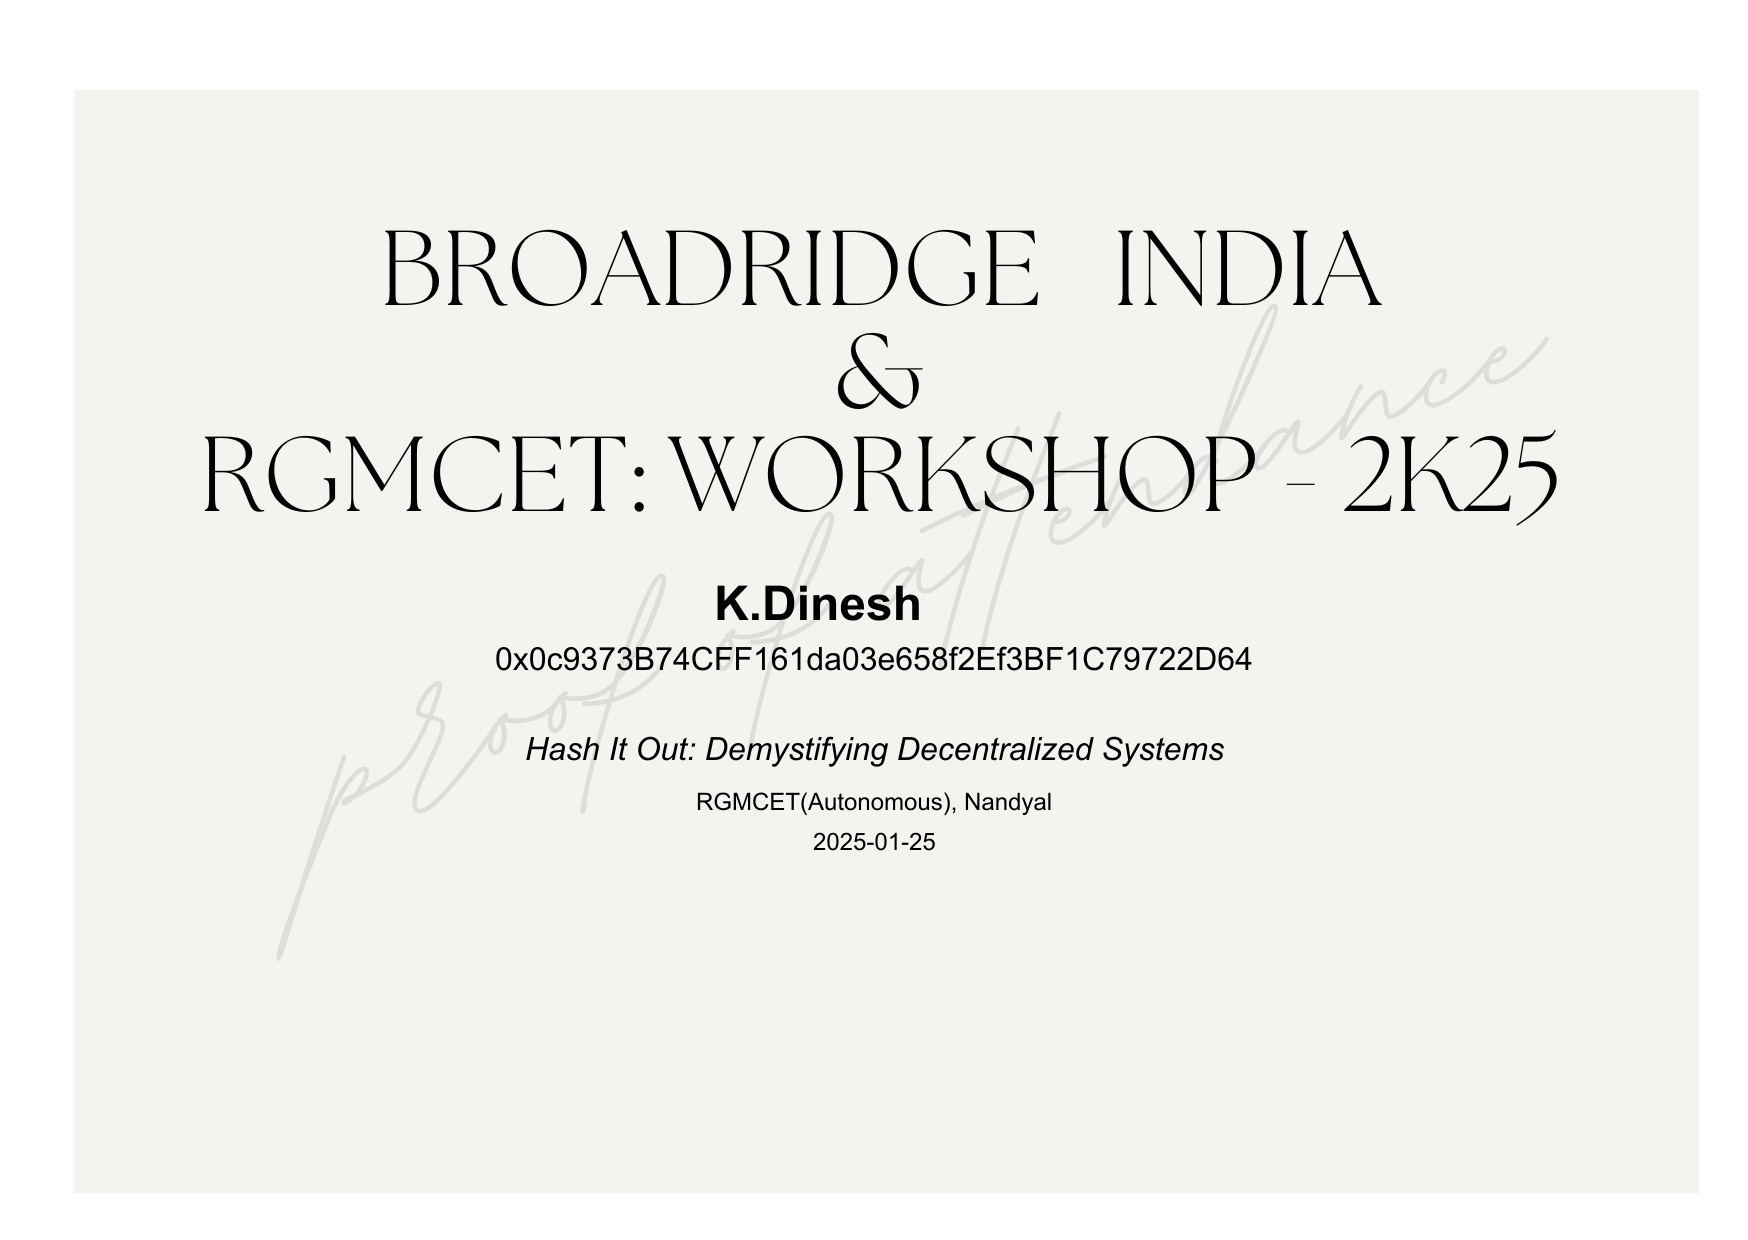 BROADRIDGE INDIA
&
RGMCET: WORKSHOP - 2K25
proof of attendance
K.Dinesh
0x0c9373B74CFF161da03e658f2Ef3BF1C79722D64
Hash It Out: Demystifying Decentralized Systems
RGMCET(Autonomous), Nandyal
2025-01-25